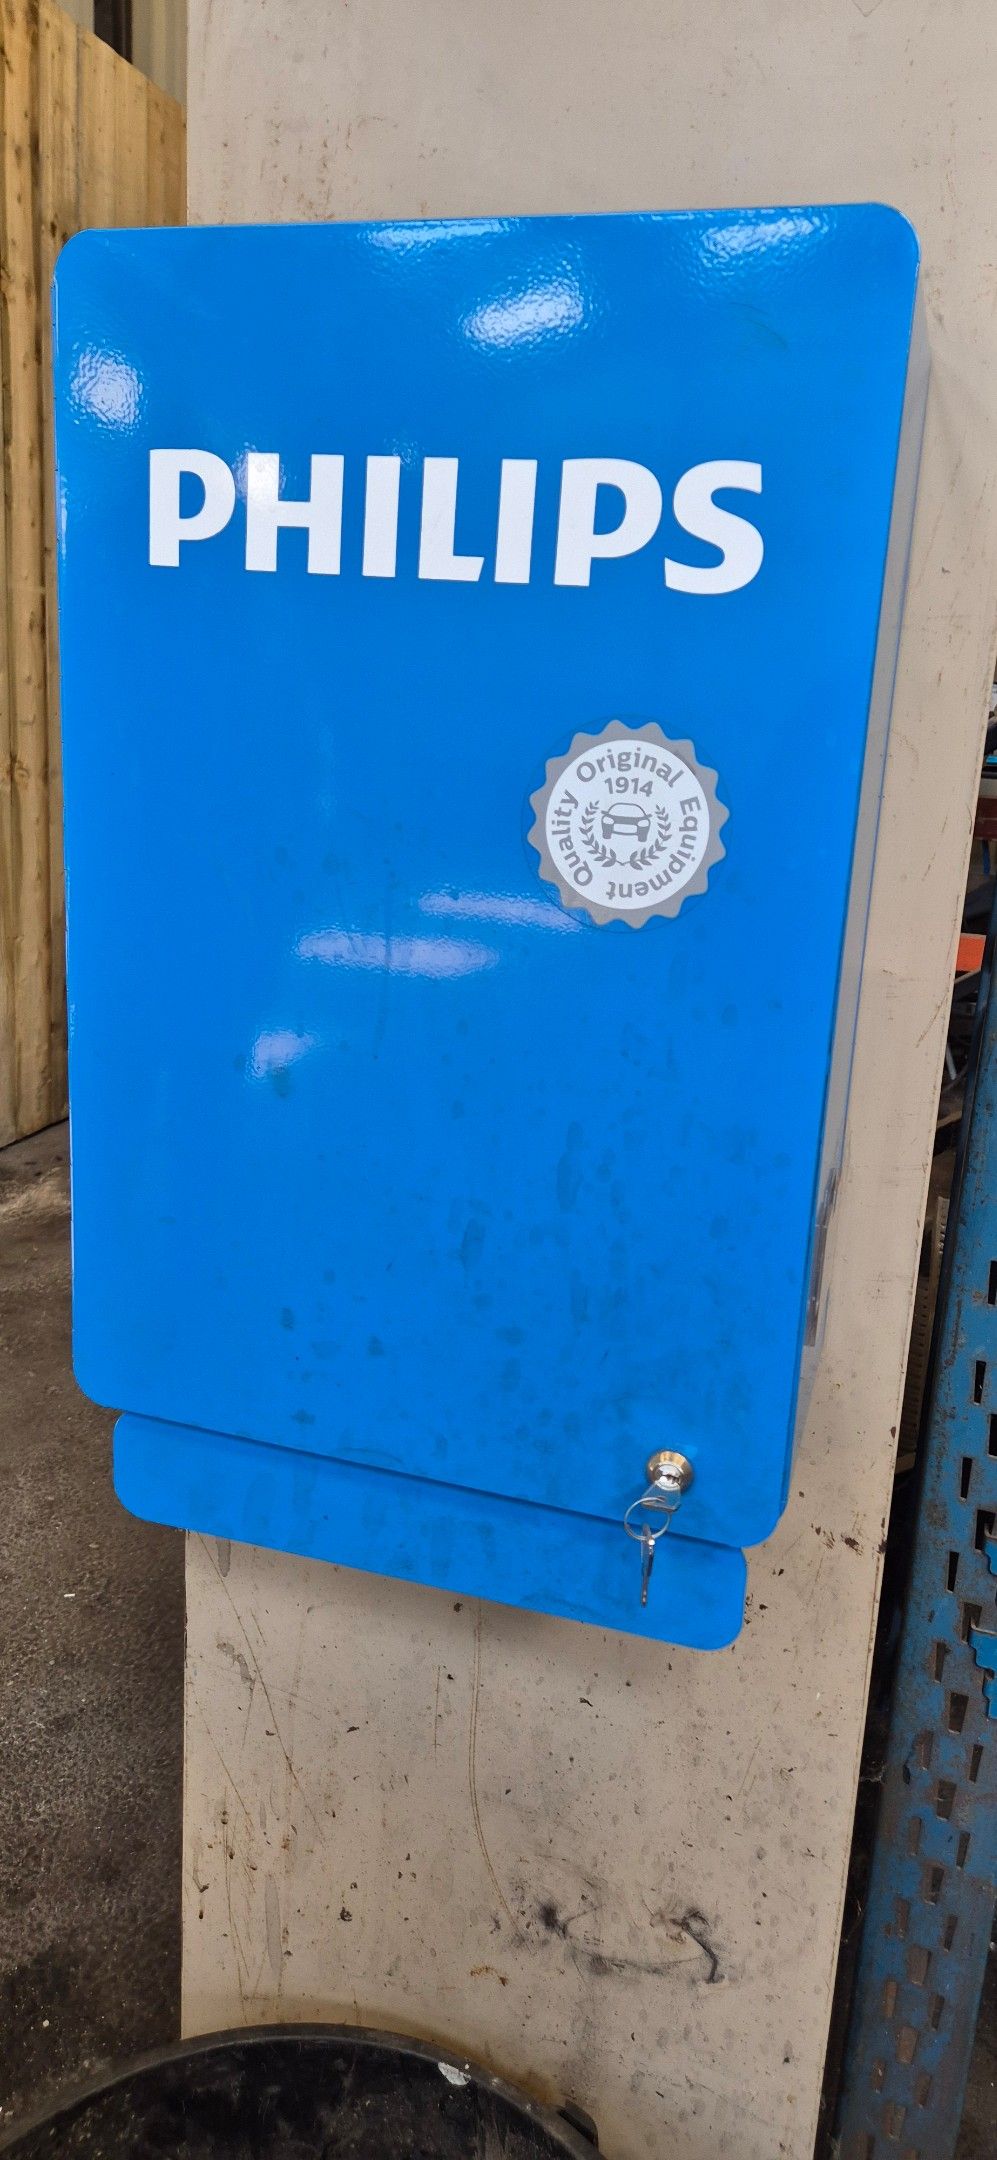 PHILIPS
Quality Original Equipment
1914